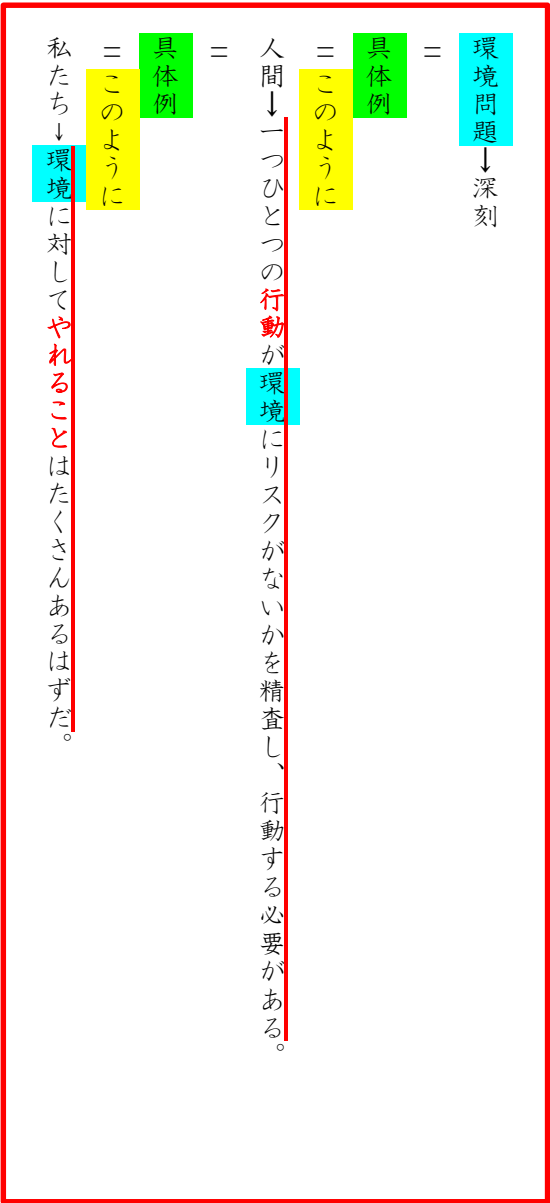 環境問題→深刻
＝
具体例
＝このように
人間→一つひとつの行動が環境にリスクがないかを精査し、行動する必要がある。
＝
具体例
＝このように
私たち→環境に対してやれることはたくさんあるはずだ。